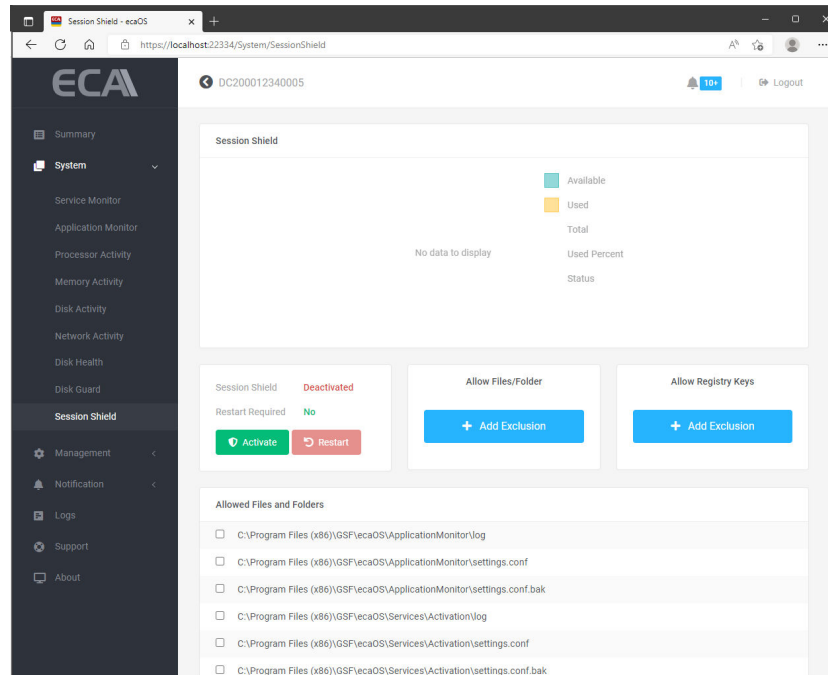 ECA
Session Shield - ecaOS
https://localhost:22334/System/SessionShield
ECA
DC200012340005
10+
Logout
Summary
System
Service Monitor
Application Monitor
Processor Activity
Memory Activity
Disk Activity
Network Activity
Disk Health
Disk Guard
Session Shield
Management
Notification
Logs
Support
About
Session Shield
No data to display
Available
Used
Total
Used Percent
Status
Session Shield Deactivated
Restart Required No
Activate Restart
Allow Files/Folder
+ Add Exclusion
Allow Registry Keys
+ Add Exclusion
Allowed Files and Folders
C:\Program Files (x86)\GSF\ecaOS\ApplicationMonitor\log
C:\Program Files (x86)\GSF\ecaOS\ApplicationMonitor\settings.conf
C:\Program Files (x86)\GSF\ecaOS\ApplicationMonitor\settings.conf.bak
C:\Program Files (x86)\GSF\ecaOS\Services\Activation\log
C:\Program Files (x86)\GSF\ecaOS\Services\Activation\settings.conf
C:\Program Files (x86)\GSF\ecaOS\Services\Activation\settings.conf.bak